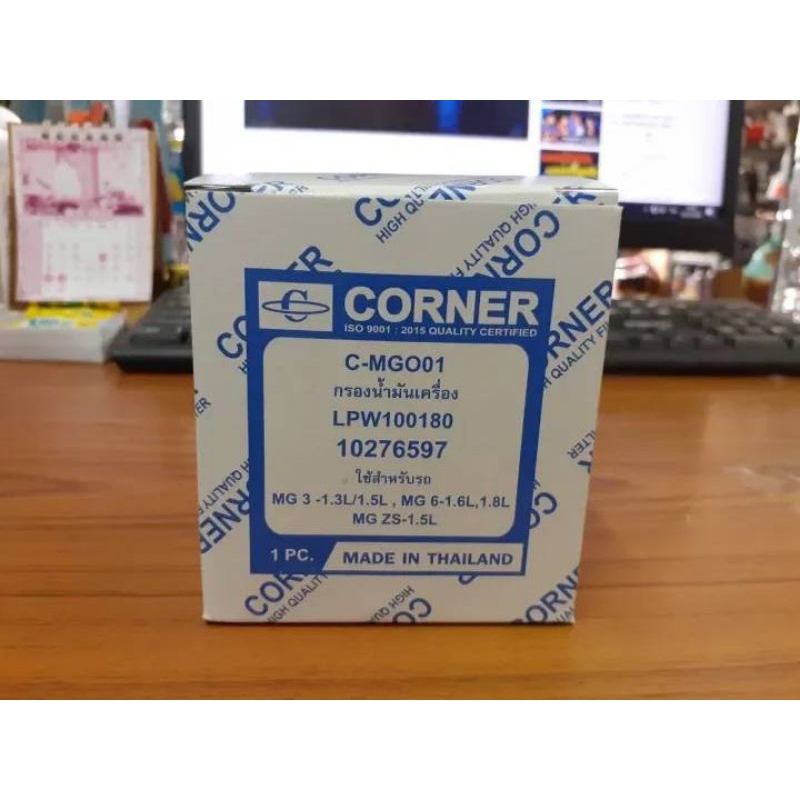 CORNER
ISO 9001 : 2015 QUALITY CERTIFIED
C-MGO01
กรองน้ำมันเครื่อง
LPW100180
10276597
ใช้สำหรับรถ
MG 3 -1.3L/1.5L , MG 6-1.6L,1.8L
MG ZS-1.5L
1 PC.
MADE IN THAILAND